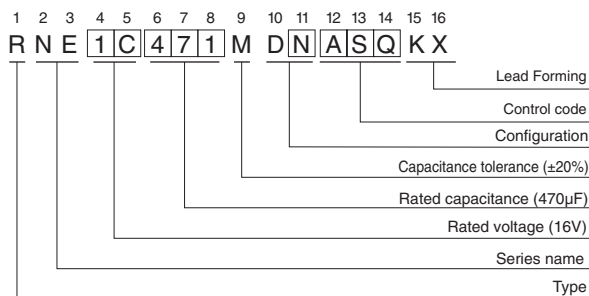 1 2 3 4 5 6 7 8 9 10 11 12 13 14 15 16
R N E 1 C 4 7 1 M D N A S Q K X
Lead Forming
Control code
Configuration
Capacitance tolerance (±20%)
Rated capacitance (470µF)
Rated voltage (16V)
Series name
Type